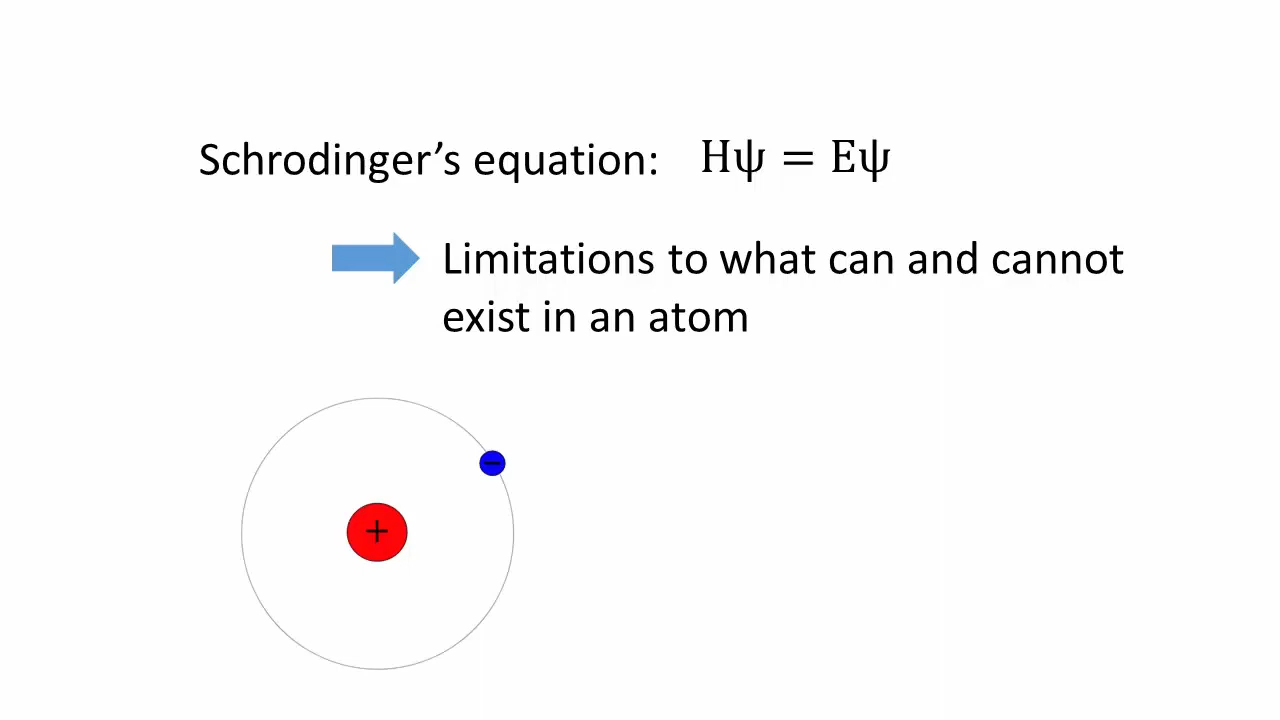 Schrodinger’s equation: Hψ = Eψ
Limitations to what can and cannot
exist in an atom
−
+